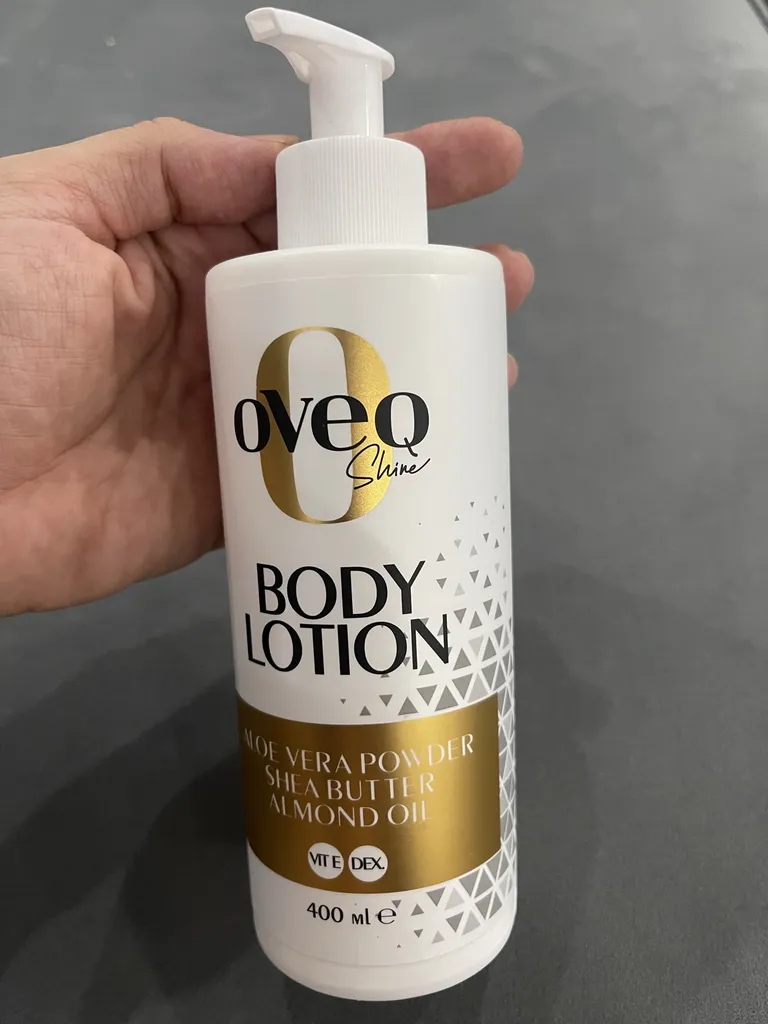 O
oveQ
Shine
BODY
LOTION
ALOE VERA POWDER
SHEA BUTTER
ALMOND OIL
VIT E DEX.
400 ml e